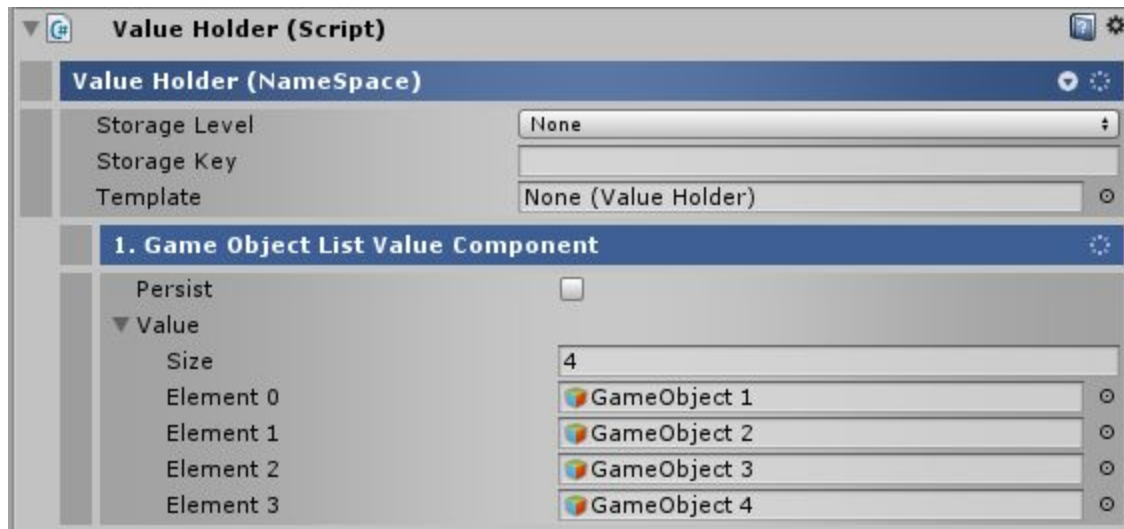 Value Holder (Script)
Value Holder (NameSpace)
Storage Level None
Storage Key
Template None (Value Holder)
1. Game Object List Value Component
Persist
Value
Size 4
Element 0 GameObject 1
Element 1 GameObject 2
Element 2 GameObject 3
Element 3 GameObject 4